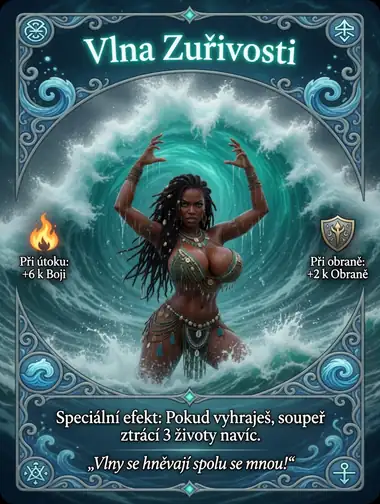 Vlna Zuřivosti
Při útoku:
+6 k Boji
Při obraně:
+2 k Obraně
Speciální efekt: Pokud vyhraješ, soupeř
ztrácí 3 životy navíc.
„Vlny se hněvají spolu se mnou!“